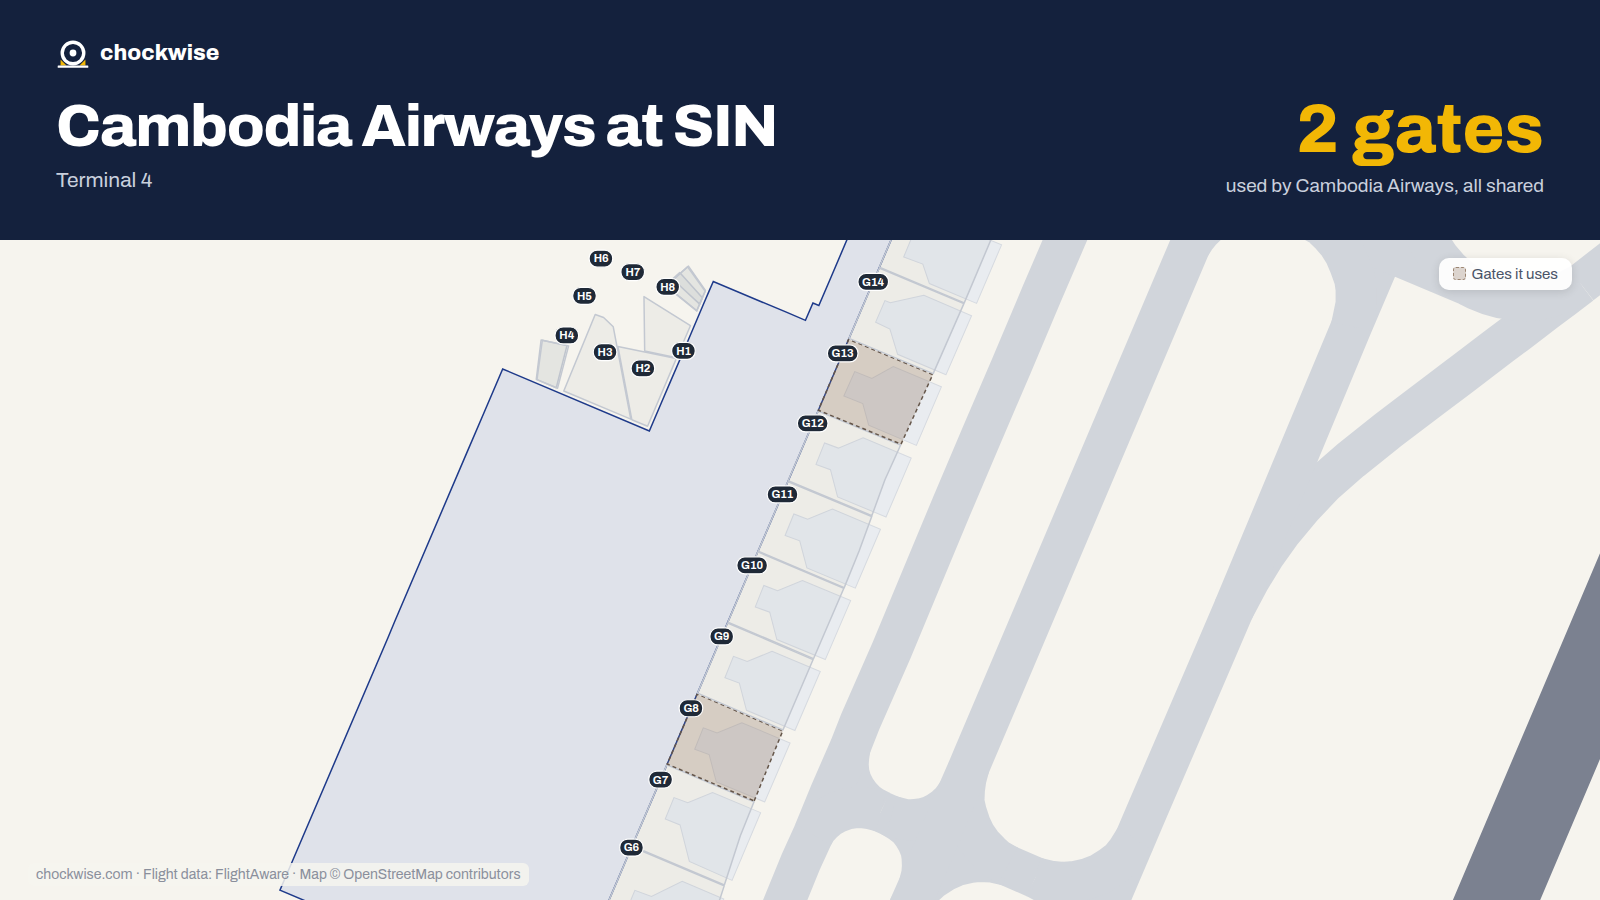 chockwise
Cambodia Airways at SIN
Terminal 4
2 gates
used by Cambodia Airways, all shared
Gates it uses
H6
H7
H8
H5
H4
H3
H2
H1
G14
G13
G12
G11
G10
G9
G8
G7
G6
chockwise.com · Flight data: FlightAware · Map © OpenStreetMap contributors